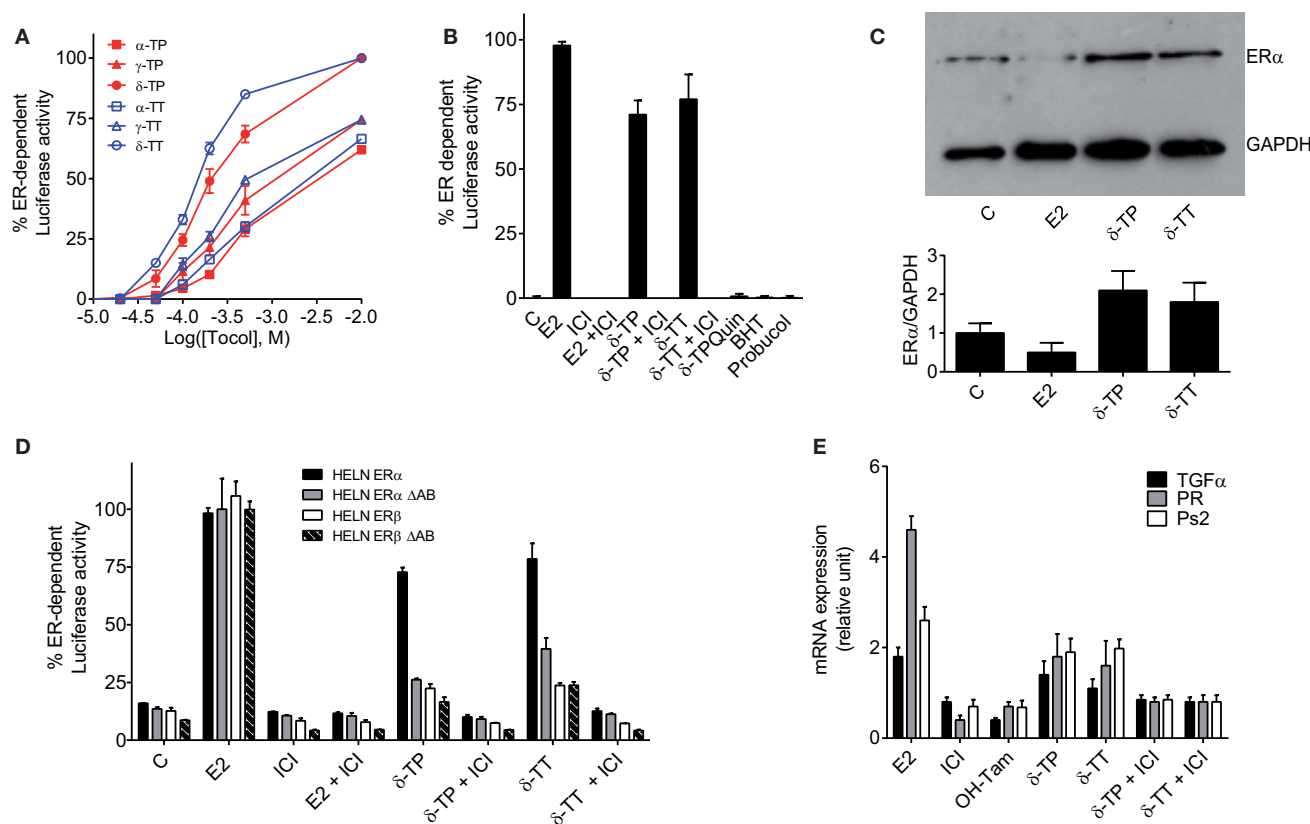 A
α-TP
γ-TP
δ-TP
α-TT
γ-TT
δ-TT
% ER-dependent
Luciferase activity
100
75
50
25
0
-5.0 -4.5 -4.0 -3.5 -3.0 -2.5 -2.0
Log([Tocol], M)
B
% ER dependent
Luciferase activity
100
75
50
25
0
C
E2
ICI
E2 +ICI
δ-TP
δ-TP + ICI
δ-TT
δ-TT + ICI
δ-TPQuin
BHT
Probucol
C
ERα
GAPDH
C E2 δ-TP δ-TT
ERα/GAPDH
3
2
1
0
C E2 δ-TP δ-TT
D
HELN ERα
HELN ERα ΔAB
HELN ERβ
HELN ERβ ΔAB
% ER-dependent
Luciferase activity
100
75
50
25
0
C
E2
ICI
E2 + ICI
δ-TP
δ-TP + ICI
δ-TT
δ-TT + ICI
E
TGFα
PR
Ps2
mRNA expression
(relative unit)
6
4
2
0
E2
ICI
OH-Tam
δ-TP
δ-TT
δ-TP + ICI
δ-TT + ICI